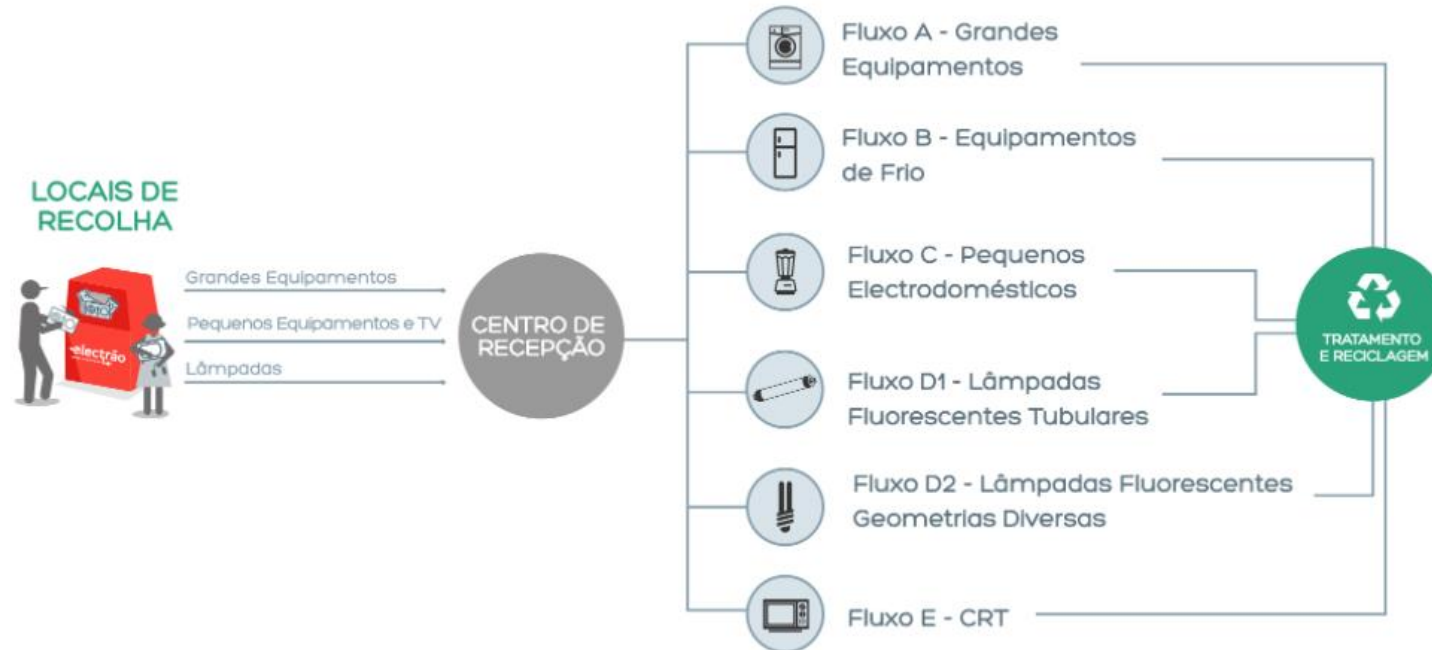 LOCAIS DE
RECOLHA
electrão
Grandes Equipamentos
Pequenos Equipamentos e TV
Lâmpadas
CENTRO DE
RECEPÇÃO
Fluxo A - Grandes
Equipamentos
Fluxo B - Equipamentos
de Frio
Fluxo C - Pequenos
Electrodomésticos
Fluxo D1 - Lâmpadas
Fluorescentes Tubulares
Fluxo D2 - Lâmpadas Fluorescentes
Geometrias Diversas
Fluxo E - CRT
TRATAMENTO
E RECICLAGEM